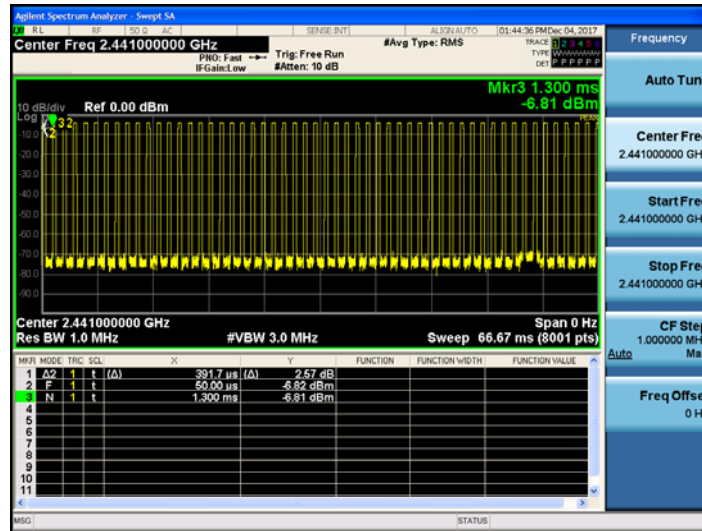 Agilent Spectrum Analyzer - Swept SA
RL RF 50 Ω AC SENSE:INT ALIGN AUTO 01:44:36 PM Dec 04, 2017
Center Freq 2.441000000 GHz
#Avg Type: RMS
TRACE 1 2 3 4 5 6
PNO: Fast Trig: Free Run
TYPE
IFGain:Low #Atten: 10 dB
DET P P P P P P
Mkr3 1.300 ms
-6.81 dBm
10 dB/div Ref 0.00 dBm
Log
PEAK
3 2
2
-10.0
-20.0
-30.0
-40.0
-50.0
-60.0
-70.0
-80.0
-90.0
Center 2.441000000 GHz Span 0 Hz
Res BW 1.0 MHz #VBW 3.0 MHz Sweep 66.67 ms (8001 pts)
MKR MODE TRC SCL X Y FUNCTION FUNCTION WIDTH FUNCTION VALUE
1 Δ2 1 t (Δ) 391.7 µs (Δ) 2.57 dB
2 F 1 t 50.00 µs -6.82 dBm
3 N 1 t 1.300 ms -6.81 dBm
4
5
6
7
8
9
10
11
MSG STATUS
Frequency
Auto Tun
Center Fre
2.441000000 GH
Start Fre
2.441000000 GH
Stop Fre
2.441000000 GH
CF Step
1.000000 MH
Auto Ma
Freq Offse
0 H